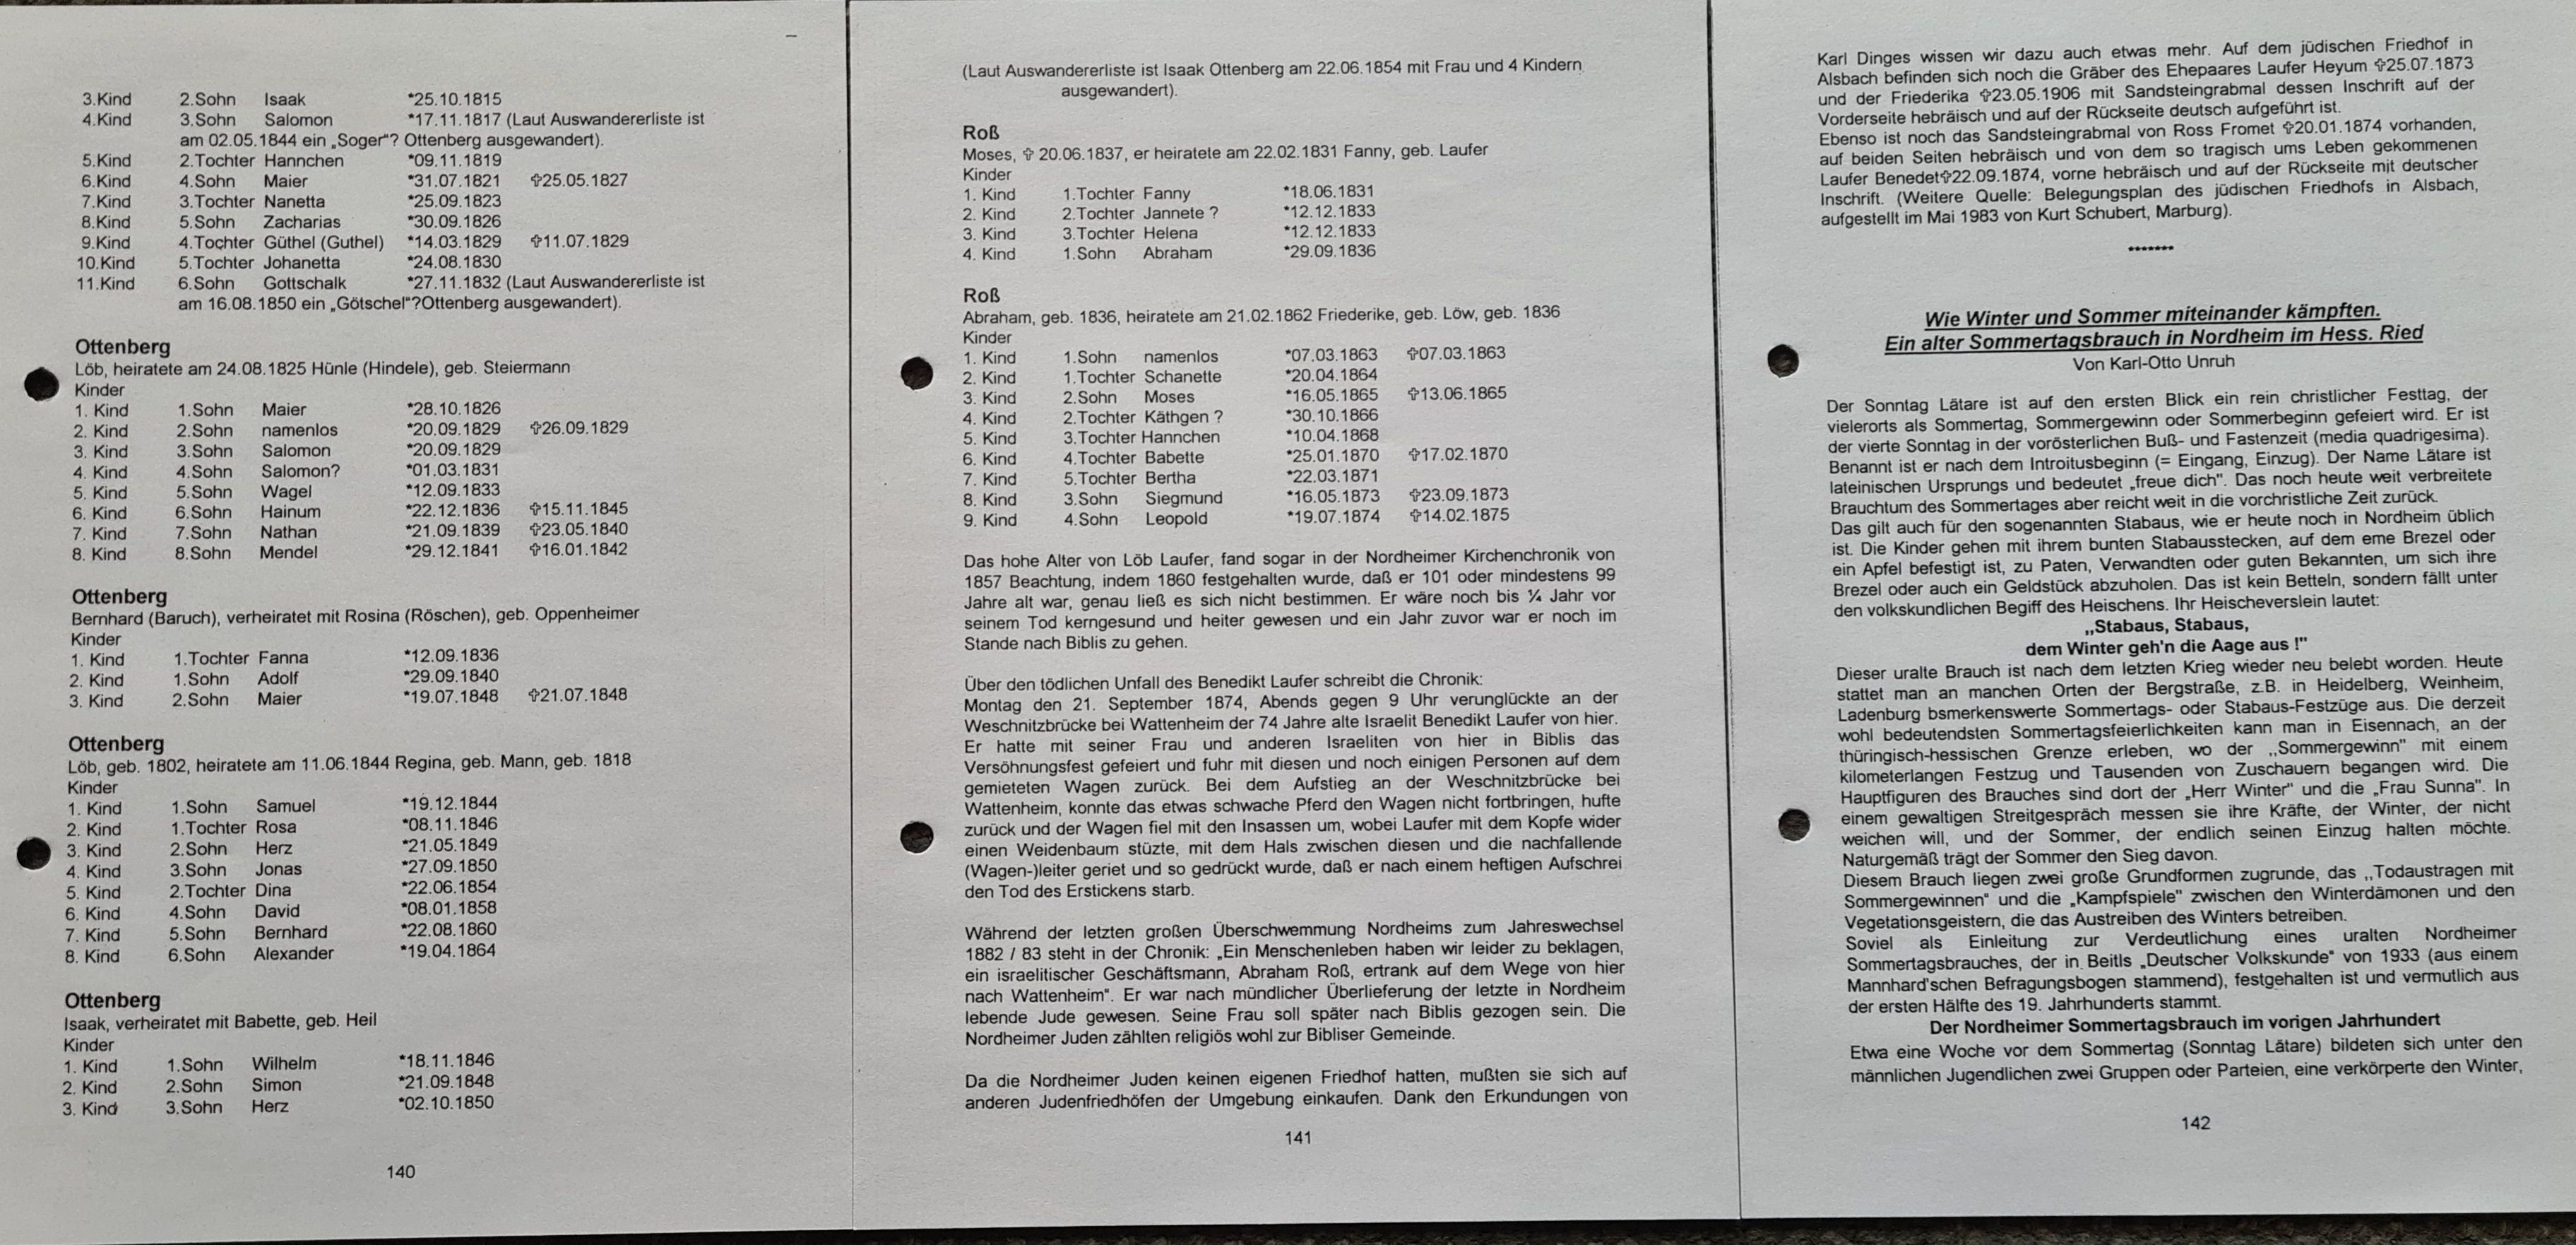 3.Kind 2.Sohn Isaak *25.10.1815
4.Kind 3.Sohn Salomon *17.11.1817 (Laut Auswandererliste ist
am 02.05.1844 ein „Soger“? Ottenberg ausgewandert).
5.Kind 2.Tochter Hannchen *09.11.1819
6.Kind 4.Sohn Maier *31.07.1821 ✞25.05.1827
7.Kind 3.Tochter Nanetta *25.09.1823
8.Kind 5.Sohn Zacharias *30.09.1826
9.Kind 4.Tochter Güthel (Guthel) *14.03.1829 ✞11.07.1829
10.Kind 5.Tochter Johanetta *24.08.1830
11.Kind 6.Sohn Gottschalk *27.11.1832 (Laut Auswandererliste ist
am 16.08.1850 ein „Götschel“?Ottenberg ausgewandert).
Ottenberg
Löb, heiratete am 24.08.1825 Hünle (Hindele), geb. Steiermann
Kinder
1. Kind 1.Sohn Maier *28.10.1826
2. Kind 2.Sohn namenlos *20.09.1829 ✞26.09.1829
3. Kind 3.Sohn Salomon *20.09.1829
4. Kind 4.Sohn Salomon? *01.03.1831
5. Kind 5.Sohn Wagel *12.09.1833
6. Kind 6.Sohn Hainum *22.12.1836 ✞15.11.1845
7. Kind 7.Sohn Nathan *21.09.1839 ✞23.05.1840
8. Kind 8.Sohn Mendel *29.12.1841 ✞16.01.1842
Ottenberg
Bernhard (Baruch), verheiratet mit Rosina (Röschen), geb. Oppenheimer
Kinder
1. Kind 1.Tochter Fanna *12.09.1836
2. Kind 1.Sohn Adolf *29.09.1840
3. Kind 2.Sohn Maier *19.07.1848 ✞21.07.1848
Ottenberg
Löb, geb. 1802, heiratete am 11.06.1844 Regina, geb. Mann, geb. 1818
Kinder
1. Kind 1.Sohn Samuel *19.12.1844
2. Kind 1.Tochter Rosa *08.11.1846
3. Kind 2.Sohn Herz *21.05.1849
4. Kind 3.Sohn Jonas *27.09.1850
5. Kind 2.Tochter Dina *22.06.1854
6. Kind 4.Sohn David *08.01.1858
7. Kind 5.Sohn Bernhard *22.08.1860
8. Kind 6.Sohn Alexander *19.04.1864
Ottenberg
Isaak, verheiratet mit Babette, geb. Heil
Kinder
1. Kind 1.Sohn Wilhelm *18.11.1846
2. Kind 2.Sohn Simon *21.09.1848
3. Kind 3.Sohn Herz *02.10.1850
140
(Laut Auswandererliste ist Isaak Ottenberg am 22.06.1854 mit Frau und 4 Kindern
ausgewandert).
Roß
Moses, ✞ 20.06.1837, er heiratete am 22.02.1831 Fanny, geb. Laufer
Kinder
1. Kind 1.Tochter Fanny *18.06.1831
2. Kind 2.Tochter Jannete ? *12.12.1833
3. Kind 3.Tochter Helena *12.12.1833
4. Kind 1.Sohn Abraham *29.09.1836
Roß
Abraham, geb. 1836, heiratete am 21.02.1862 Friederike, geb. Löw, geb. 1836
Kinder
1. Kind 1.Sohn namenlos *07.03.1863 ✞07.03.1863
2. Kind 1.Tochter Schanette *20.04.1864
3. Kind 2.Sohn Moses *16.05.1865 ✞13.06.1865
4. Kind 2.Tochter Käthgen ? *30.10.1866
5. Kind 3.Tochter Hannchen *10.04.1868
6. Kind 4.Tochter Babette *25.01.1870 ✞17.02.1870
7. Kind 5.Tochter Bertha *22.03.1871
8. Kind 3.Sohn Siegmund *16.05.1873 ✞23.09.1873
9. Kind 4.Sohn Leopold *19.07.1874 ✞14.02.1875
Das hohe Alter von Löb Laufer, fand sogar in der Nordheimer Kirchenchronik von
1857 Beachtung, indem 1860 festgehalten wurde, daß er 101 oder mindestens 99
Jahre alt war, genau ließ es sich nicht bestimmen. Er wäre noch bis ¼ Jahr vor
seinem Tod kerngesund und heiter gewesen und ein Jahr zuvor war er noch im
Stande nach Biblis zu gehen.
Über den tödlichen Unfall des Benedikt Laufer schreibt die Chronik:
Montag den 21. September 1874, Abends gegen 9 Uhr verunglückte an der
Weschnitzbrücke bei Wattenheim der 74 Jahre alte Israelit Benedikt Laufer von hier.
Er hatte mit seiner Frau und anderen Israeliten von hier in Biblis das
Versöhnungsfest gefeiert und fuhr mit diesen und noch einigen Personen auf dem
gemieteten Wagen zurück. Bei dem Aufstieg an der Weschnitzbrücke bei
Wattenheim, konnte das etwas schwache Pferd den Wagen nicht fortbringen, hufte
zurück und der Wagen fiel mit den Insassen um, wobei Laufer mit dem Kopfe wider
einen Weidenbaum stüzte, mit dem Hals zwischen diesen und die nachfallende
(Wagen-)leiter geriet und so gedrückt wurde, daß er nach einem heftigen Aufschrei
den Tod des Erstickens starb.
Während der letzten großen Überschwemmung Nordheims zum Jahreswechsel
1882 / 83 steht in der Chronik: „Ein Menschenleben haben wir leider zu beklagen,
ein israelitischer Geschäftsmann, Abraham Roß, ertrank auf dem Wege von hier
nach Wattenheim“. Er war nach mündlicher Überlieferung der letzte in Nordheim
lebende Jude gewesen. Seine Frau soll später nach Biblis gezogen sein. Die
Nordheimer Juden zählten religiös wohl zur Bibliser Gemeinde.
Da die Nordheimer Juden keinen eigenen Friedhof hatten, mußten sie sich auf
anderen Judenfriedhöfen der Umgebung einkaufen. Dank den Erkundungen von
141
Karl Dinges wissen wir dazu auch etwas mehr. Auf dem jüdischen Friedhof in
Alsbach befinden sich noch die Gräber des Ehepaares Laufer Heyum ✞25.07.1873
und der Friederika ✞23.05.1906 mit Sandsteingrabmal dessen Inschrift auf der
Vorderseite hebräisch und auf der Rückseite deutsch aufgeführt ist.
Ebenso ist noch das Sandsteingrabmal von Ross Fromet ✞20.01.1874 vorhanden,
auf beiden Seiten hebräisch und von dem so tragisch ums Leben gekommenen
Laufer Benedet✞22.09.1874, vorne hebräisch und auf der Rückseite mit deutscher
Inschrift. (Weitere Quelle: Belegungsplan des jüdischen Friedhofs in Alsbach,
aufgestellt im Mai 1983 von Kurt Schubert, Marburg).
*******
Wie Winter und Sommer miteinander kämpften.
Ein alter Sommertagsbrauch in Nordheim im Hess. Ried
Von Karl-Otto Unruh
Der Sonntag Lätare ist auf den ersten Blick ein rein christlicher Festtag, der
vielerorts als Sommertag, Sommergewinn oder Sommerbeginn gefeiert wird. Er ist
der vierte Sonntag in der vorösterlichen Buß- und Fastenzeit (media quadrigesima).
Benannt ist er nach dem Introitusbeginn (= Eingang, Einzug). Der Name Lätare ist
lateinischen Ursprungs und bedeutet „freue dich“. Das noch heute weit verbreitete
Brauchtum des Sommertages aber reicht weit in die vorchristliche Zeit zurück.
Das gilt auch für den sogenannten Stabaus, wie er heute noch in Nordheim üblich
ist. Die Kinder gehen mit ihrem bunten Stabausstecken, auf dem eme Brezel oder
ein Apfel befestigt ist, zu Paten, Verwandten oder guten Bekannten, um sich ihre
Brezel oder auch ein Geldstück abzuholen. Das ist kein Betteln, sondern fällt unter
den volkskundlichen Begiff des Heischens. Ihr Heischeverslein lautet:
„Stabaus, Stabaus,
dem Winter geh'n die Aage aus !"
Dieser uralte Brauch ist nach dem letzten Krieg wieder neu belebt worden. Heute
stattet man an manchen Orten der Bergstraße, z.B. in Heidelberg, Weinheim,
Ladenburg bsmerkenswerte Sommertags- oder Stabaus-Festzüge aus. Die derzeit
wohl bedeutendsten Sommertagsfeierlichkeiten kann man in Eisennach, an der
thüringisch-hessischen Grenze erleben, wo der ,,Sommergewinn" mit einem
kilometerlangen Festzug und Tausenden von Zuschauern begangen wird. Die
Hauptfiguren des Brauches sind dort der „Herr Winter“ und die „Frau Sunna“. In
einem gewaltigen Streitgespräch messen sie ihre Kräfte, der Winter, der nicht
weichen will, und der Sommer, der endlich seinen Einzug halten möchte.
Naturgemäß trägt der Sommer den Sieg davon.
Diesem Brauch liegen zwei große Grundformen zugrunde, das ,,Todaustragen mit
Sommergewinnen“ und die „Kampfspiele“ zwischen den Winterdämonen und den
Vegetationsgeistern, die das Austreiben des Winters betreiben.
Soviel als Einleitung zur Verdeutlichung eines uralten Nordheimer
Sommertagsbrauches, der in Beitls „Deutscher Volkskunde“ von 1933 (aus einem
Mannhard'schen Befragungsbogen stammend), festgehalten ist und vermutlich aus
der ersten Hälfte des 19. Jahrhunderts stammt.
Der Nordheimer Sommertagsbrauch im vorigen Jahrhundert
Etwa eine Woche vor dem Sommertag (Sonntag Lätare) bildeten sich unter den
männlichen Jugendlichen zwei Gruppen oder Parteien, eine verkörperte den Winter,
142